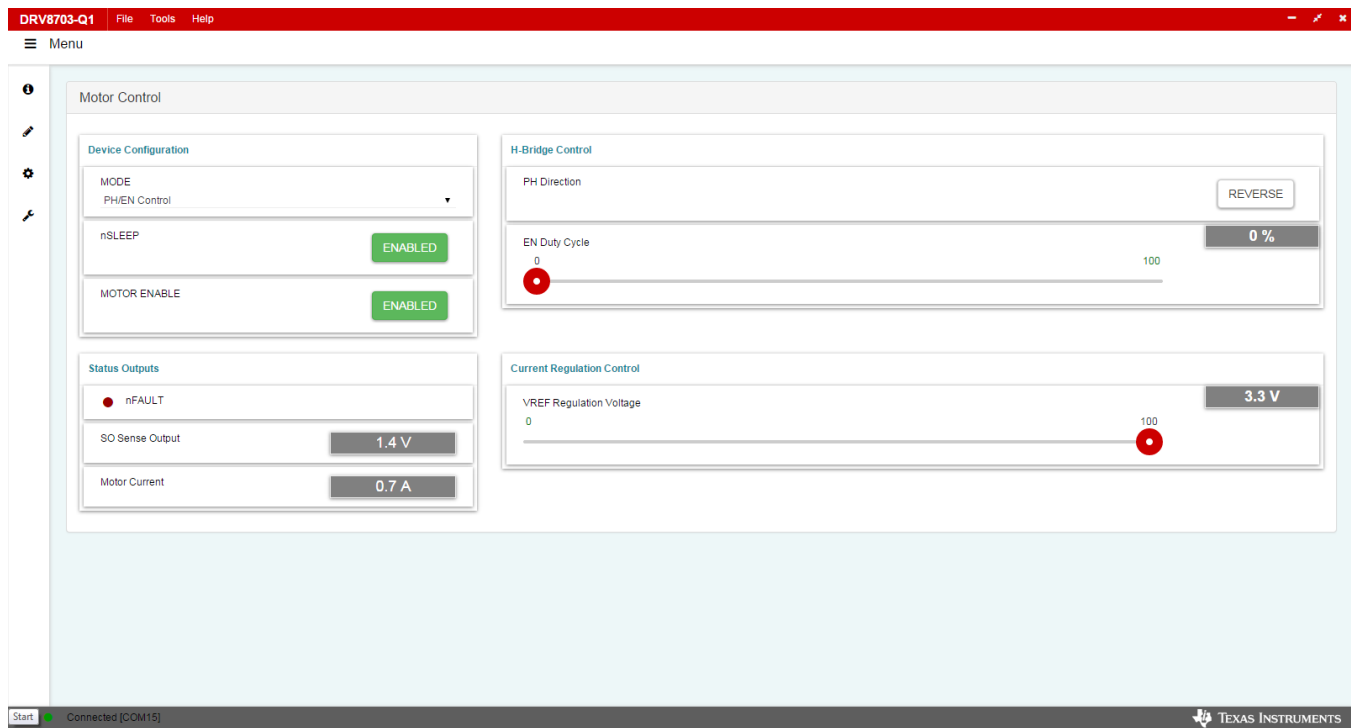 DRV8703-Q1 File Tools Help
Menu
Motor Control
Device Configuration
MODE
PH/EN Control
nSLEEP
ENABLED
MOTOR ENABLE
ENABLED
H-Bridge Control
PH Direction
REVERSE
EN Duty Cycle
0 %
0 100
Status Outputs
nFAULT
SO Sense Output
1.4 V
Motor Current
0.7 A
Current Regulation Control
VREF Regulation Voltage
3.3 V
0 100
Start Connected [COM15] TEXAS INSTRUMENTS